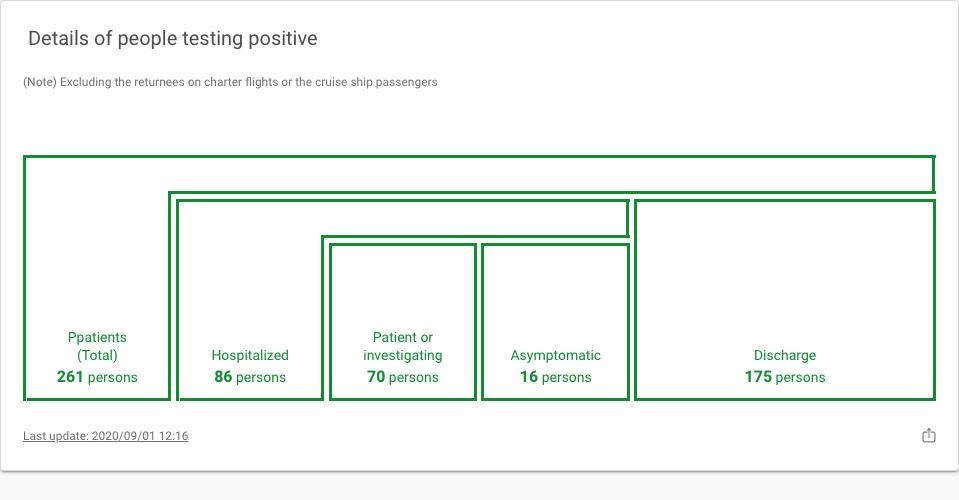 Details of people testing positive
(Note) Excluding the returnees on charter flights or the cruise ship passengers
Ppatients
(Total)
261 persons
Hospitalized
86 persons
Patient or
investigating
70 persons
Asymptomatic
16 persons
Discharge
175 persons
Last update: 2020/09/01 12:16